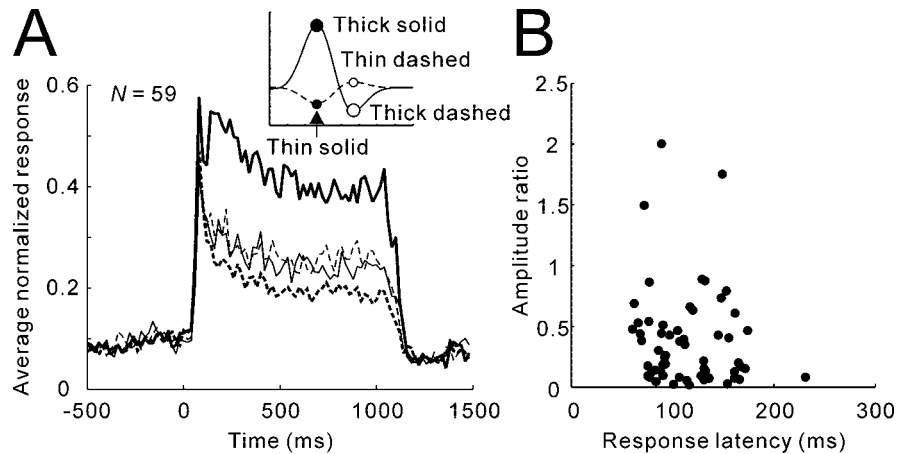 A
Thick solid
Thin dashed
Thick dashed
Thin solid
N = 59
0.6
0.4
0.2
0
Average normalized response
-500
0
500
1000
1500
Time (ms)
B
2.5
2
1.5
1
0.5
0
Amplitude ratio
0
100
200
300
Response latency (ms)